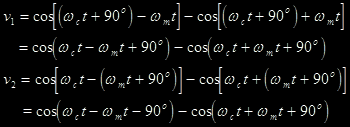 v₁ = cos[(ω_c t + 90°) − ω_m t] − cos[(ω_c t + 90°) + ω_m t]
= cos(ω_c t − ω_m t + 90°) − cos(ω_c t + ω_m t + 90°)
v₂ = cos[ω_c t − (ω_m t + 90°)] − cos[ω_c t + (ω_m t + 90°)]
= cos(ω_c t − ω_m t − 90°) − cos(ω_c t + ω_m t + 90°)